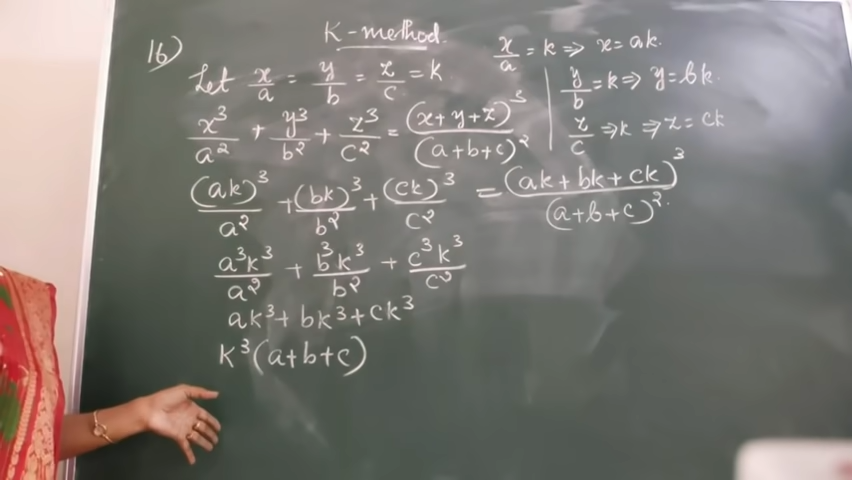 K-method.
16)
Let x/a = y/b = z/c = K
x/a = k ⇒ x = ak.
y/b = k ⇒ y = bk.
z/c ⇒ k ⇒ z = ck
x³/a² + y³/b² + z³/c² = (x+y+z)³/(a+b+c)²
(ak)³/a² + (bk)³/b² + (ck)³/c² = (ak+bk+ck)³/(a+b+c)².
a³k³/a² + b³k³/b² + c³k³/c²
ak³ + bk³ + ck³
k³(a+b+c)